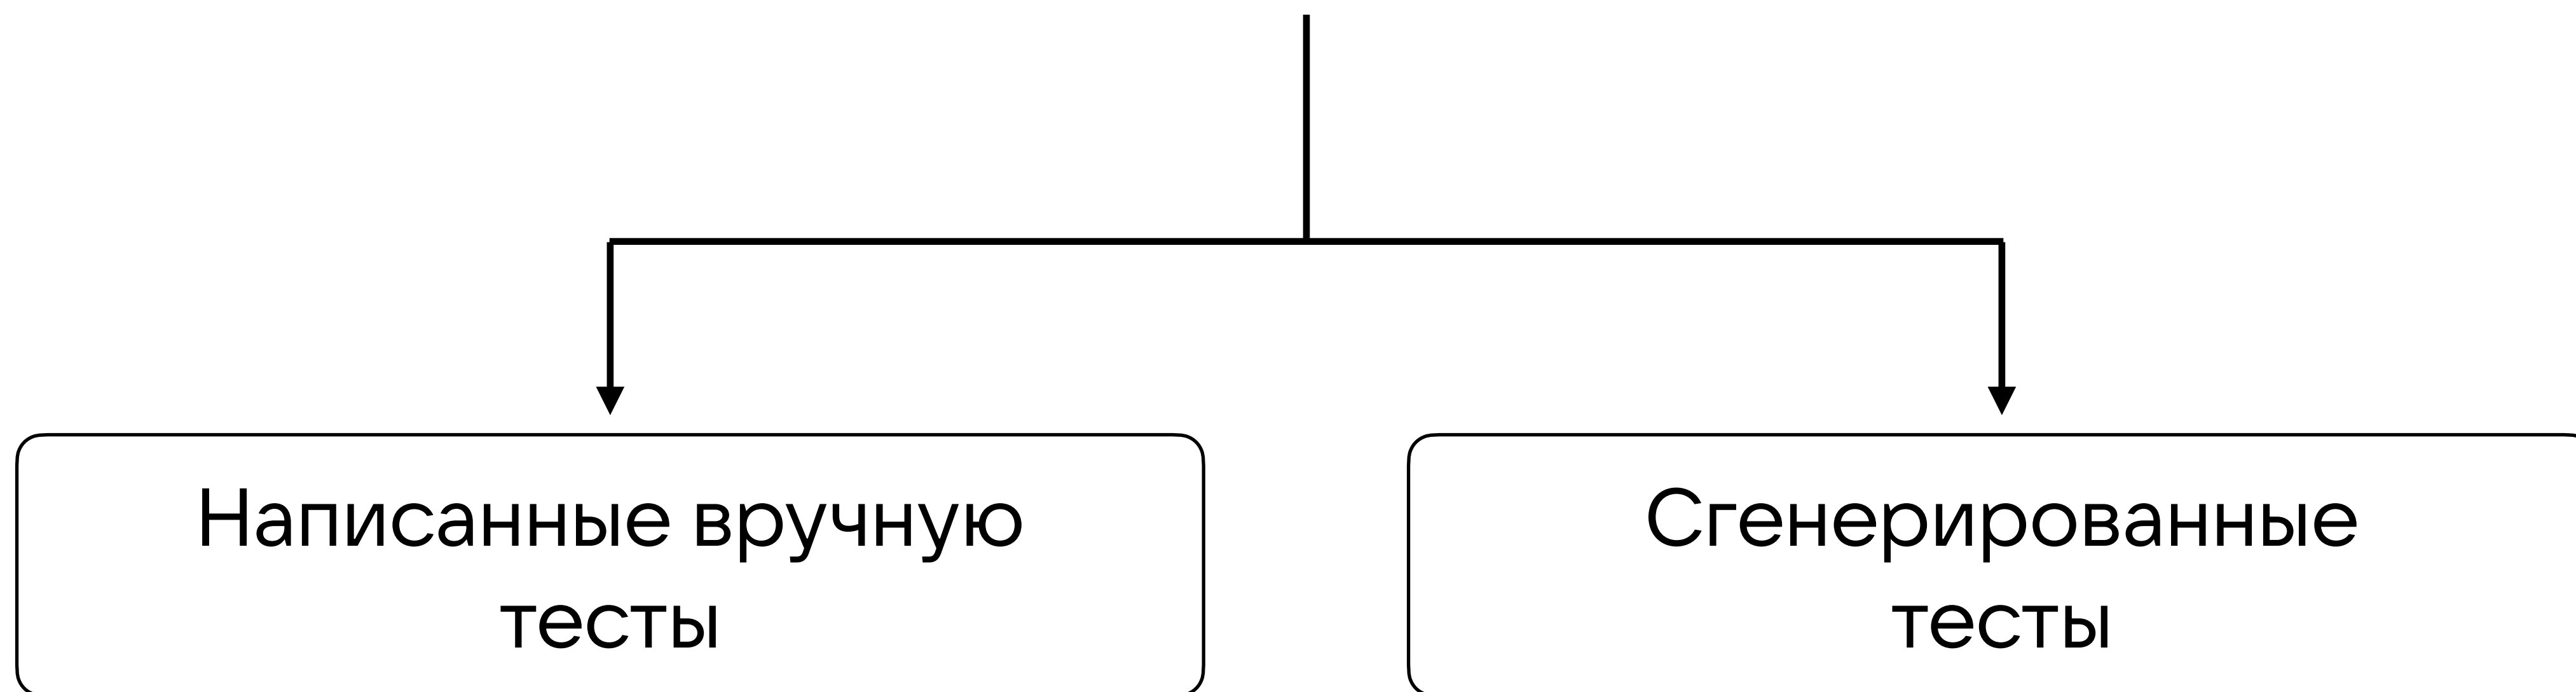 Написанные вручную
тесты
Сгенерированные
тесты